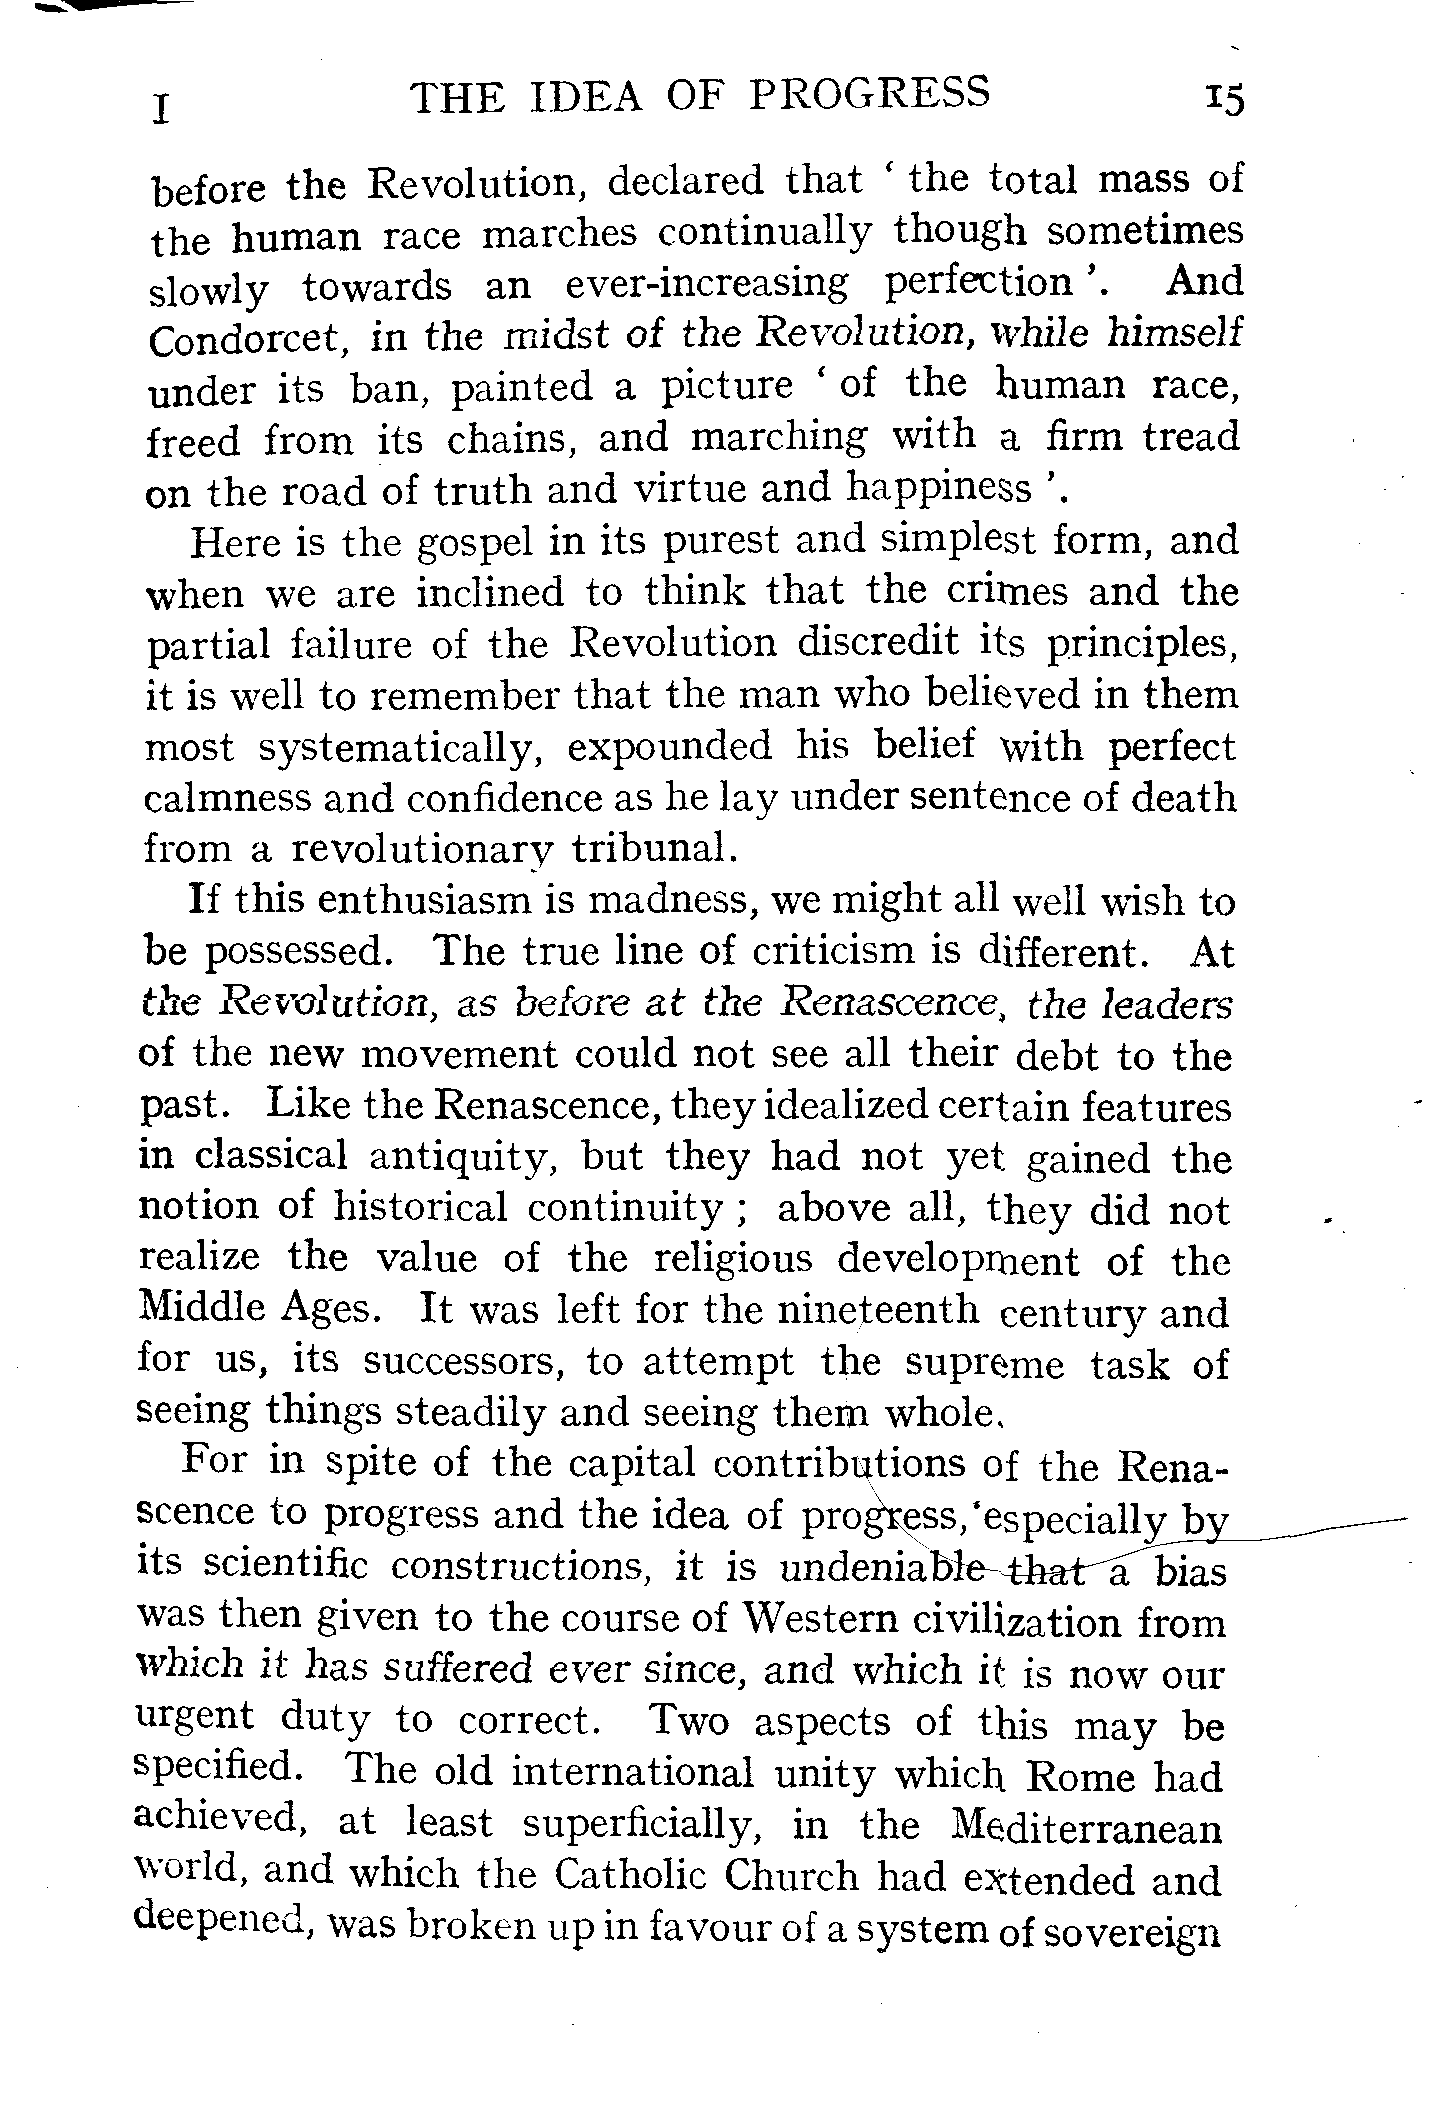 I THE IDEA OF PROGRESS 15
before the Revolution, declared that ‘ the total mass of
the human race marches continually though sometimes
slowly towards an ever-increasing perfection ’. And
Condorcet, in the midst of the Revolution, while himself
under its ban, painted a picture ‘ of the human race,
freed from its chains, and marching with a firm tread
on the road of truth and virtue and happiness ’.
Here is the gospel in its purest and simplest form, and
when we are inclined to think that the crimes and the
partial failure of the Revolution discredit its principles,
it is well to remember that the man who believed in them
most systematically, expounded his belief with perfect
calmness and confidence as he lay under sentence of death
from a revolutionary tribunal.
If this enthusiasm is madness, we might all well wish to
be possessed. The true line of criticism is different. At
the Revolution, as before at the Renascence, the leaders
of the new movement could not see all their debt to the
past. Like the Renascence, they idealized certain features
in classical antiquity, but they had not yet gained the
notion of historical continuity ; above all, they did not
realize the value of the religious development of the
Middle Ages. It was left for the nineteenth century and
for us, its successors, to attempt the supreme task of
seeing things steadily and seeing them whole.
For in spite of the capital contributions of the Rena-
scence to progress and the idea of progress, especially by
its scientific constructions, it is undeniable that a bias
was then given to the course of Western civilization from
which it has suffered ever since, and which it is now our
urgent duty to correct. Two aspects of this may be
specified. The old international unity which Rome had
achieved, at least superficially, in the Mediterranean
world, and which the Catholic Church had extended and
deepened, was broken up in favour of a system of sovereign